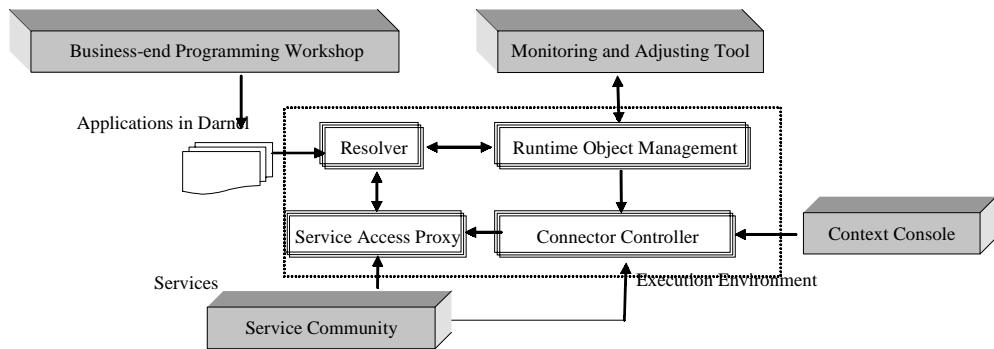 Business-end Programming Workshop
Monitoring and Adjusting Tool
Applications in Darnel
Resolver
Runtime Object Management
Service Access Proxy
Connector Controller
Context Console
Services
Execution Environment
Service Community